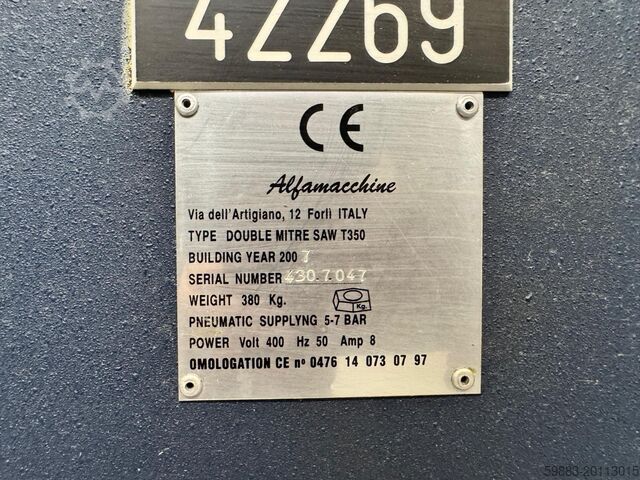 42269
CE
Alfamacchine
Via dell'Artigiano, 12 Forlì ITALY
TYPE DOUBLE MITRE SAW T350
BUILDING YEAR 2007
SERIAL NUMBER 430.7.047
WEIGHT 380 Kg.
Kg.
PNEUMATIC SUPPLYNG 5-7 BAR
POWER Volt 400 Hz 50 Amp 8
OMOLOGATION CE nº 0476 14 073 07 97
59883-20113015